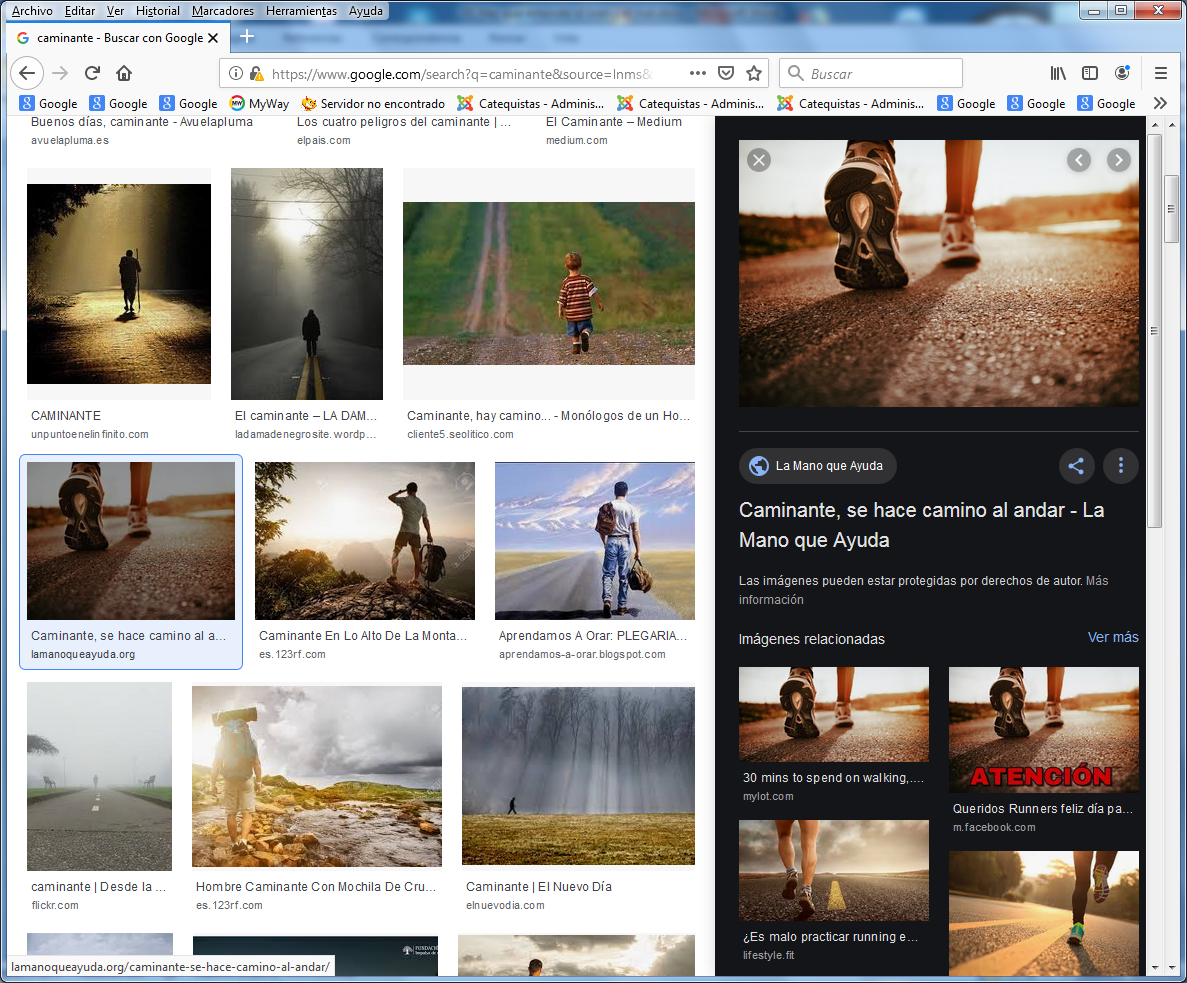 Archivo Editar Ver Historial Marcadores Herramientas Ayuda
caminante - Buscar con Google
https://www.google.com/search?q=caminante&source=lnms&
Buscar
Google Google Google MyWay Servidor no encontrado Catequistas - Adminis... Catequistas - Adminis... Catequistas - Adminis... Google Google Google
Buenos días, caminante - Avuelapluma
avuelapluma.es
Los cuatro peligros del caminante | ...
elpais.com
El Caminante – Medium
medium.com
CAMINANTE
unpuntoenelinfinito.com
El caminante – LA DAM...
ladamadenegrosite.wordp...
Caminante, hay camino... - Monólogos de un Ho...
cliente5.seolitico.com
Caminante, se hace camino al a...
lamanoqueayuda.org
Caminante En Lo Alto De La Monta...
es.123rf.com
Aprendamos A Orar: PLEGARIA...
aprendamos-a-orar.blogspot.com
caminante | Desde la ...
flickr.com
Hombre Caminante Con Mochila De Cru...
es.123rf.com
Caminante | El Nuevo Día
elnuevodia.com
FUNDACIÓ
lamanoqueayuda.org/caminante-se-hace-camino-al-andar/
La Mano que Ayuda
Caminante, se hace camino al andar - La
Mano que Ayuda
Las imágenes pueden estar protegidas por derechos de autor. Más
información
Imágenes relacionadas
Ver más
30 mins to spend on walking,....
mylot.com
ATENCIÓN
Queridos Runners feliz día pa...
m.facebook.com
¿Es malo practicar running e...
lifestyle.fit